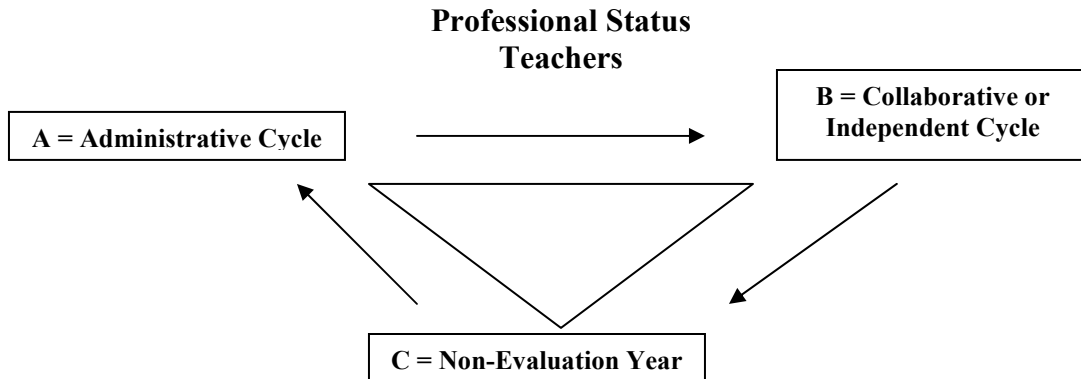 Professional Status
Teachers
A = Administrative Cycle
B = Collaborative or
Independent Cycle
C = Non-Evaluation Year